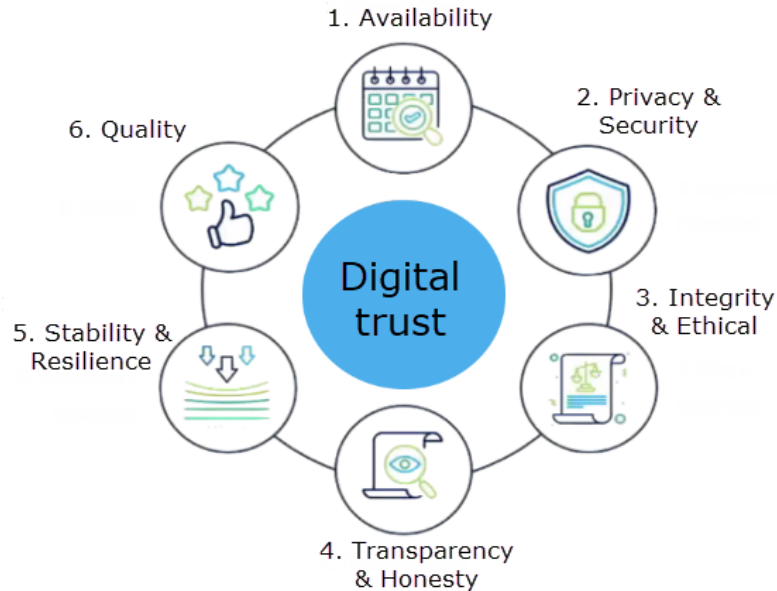 1. Availability
2. Privacy &
Security
3. Integrity
& Ethical
4. Transparency
& Honesty
5. Stability &
Resilience
6. Quality
Digital
trust